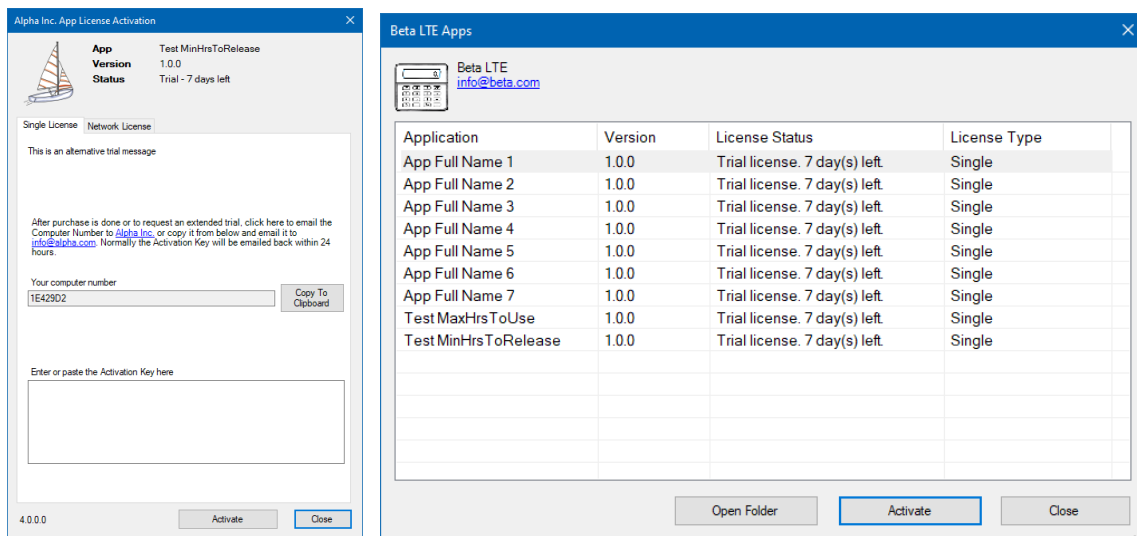 Alpha Inc. App License Activation
App Test MinHrsToRelease
Version 1.0.0
Status Trial - 7 days left
Single License Network License
This is an alternative trial message
After purchase is done or to request an extended trial, click here to email the
Computer Number to Alpha Inc. or copy it from below and email it to
info@alpha.com. Normally the Activation Key will be emailed back within 24
hours.
Your computer number
1E429D2
Copy To
Clipboard
Enter or paste the Activation Key here
4.0.0.0 Activate Close
Beta LTE Apps
Beta LTE
info@beta.com
Application Version License Status License Type
App Full Name 1 1.0.0 Trial license. 7 day(s) left. Single
App Full Name 2 1.0.0 Trial license. 7 day(s) left. Single
App Full Name 3 1.0.0 Trial license. 7 day(s) left. Single
App Full Name 4 1.0.0 Trial license. 7 day(s) left. Single
App Full Name 5 1.0.0 Trial license. 7 day(s) left. Single
App Full Name 6 1.0.0 Trial license. 7 day(s) left. Single
App Full Name 7 1.0.0 Trial license. 7 day(s) left. Single
Test MaxHrsToUse 1.0.0 Trial license. 7 day(s) left. Single
Test MinHrsToRelease 1.0.0 Trial license. 7 day(s) left. Single
Open Folder Activate Close